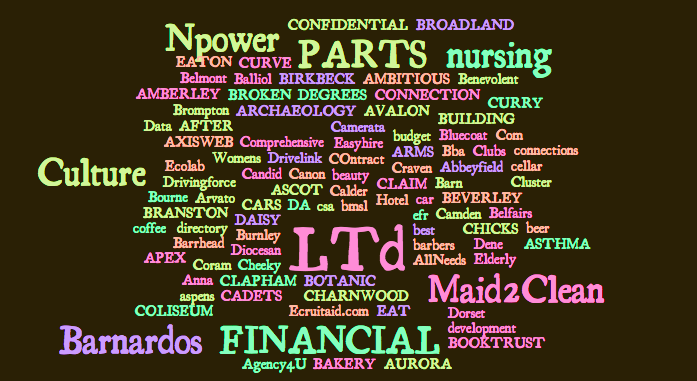 CONFIDENTIAL BROADLAND
Npower PARTS nursing
EATON CURVE
Belmont Balliol BIRKBECK AMBITIOUS Benevolent
AMBERLEY BROKEN DEGREES CONNECTION CURRY
Brompton ARCHAEOLOGY AVALON BUILDING
Data AFTER Camerata budget Bluecoat Com
AXISWEB Comprehensive Easyhire ARMS Bba Clubs connections
Culture Ecolab Womens Drivelink COntract Craven Abbeyfield cellar
Drivingforce Candid Canon beauty CLAIM Barn Cluster
Bourne Arvato ASCOT Calder Hotel car BEVERLEY
BRANSTON CARS DA csa bmsl efr Camden Belfairs
coffee directory DAISY best CHICKS beer
Barrhead Burnley LTd barbers Dene ASTHMA
APEX Coram Diocesan Cheeky AllNeeds Elderly
Anna CLAPHAM BOTANIC Maid2Clean
aspens CADETS CHARNWOOD
COLISEUM Ecruitaid.com EAT Dorset
Barnardos FINANCIAL development
BOOKTRUST
Agency4U BAKERY AURORA